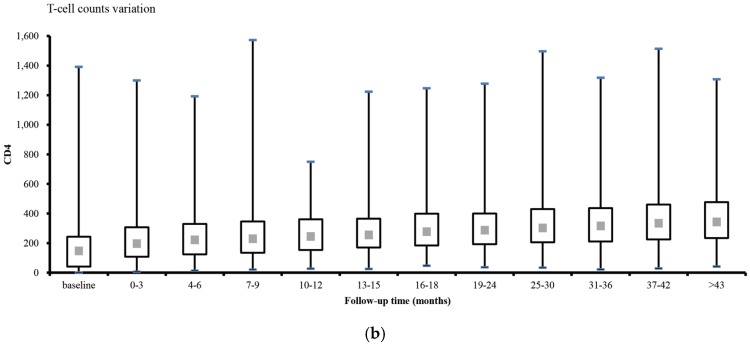 T-cell counts variation
1,600
1,400
1,200
1,000
800
600
400
200
0
CD4
baseline 0-3 4-6 7-9 10-12 13-15 16-18 19-24 25-30 31-36 37-42 >43
Follow-up time (months)
(b)